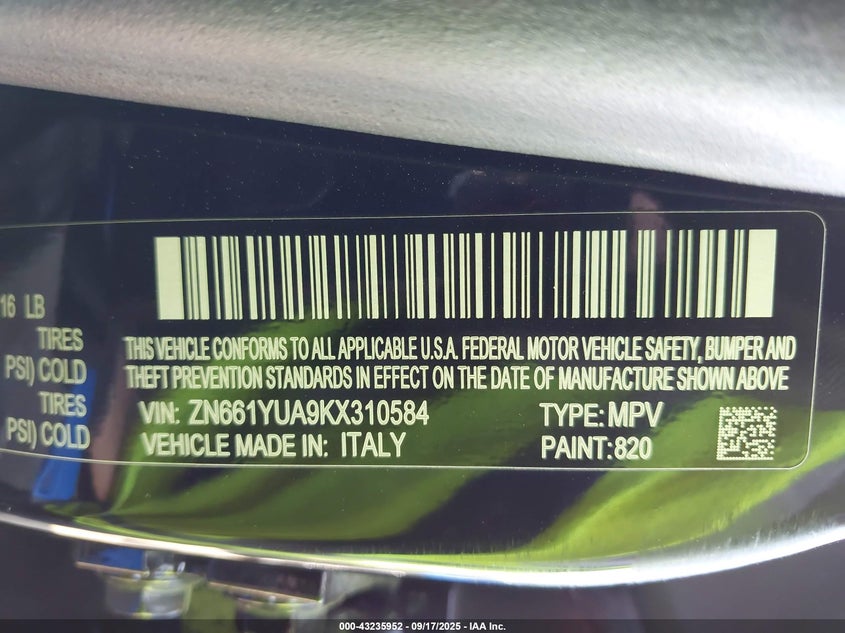 16 LB
TIRES
PSI) COLD
TIRES
PSI) COLD
THIS VEHICLE CONFORMS TO ALL APPLICABLE U.S.A. FEDERAL MOTOR VEHICLE SAFETY, BUMPER AND
THEFT PREVENTION STANDARDS IN EFFECT ON THE DATE OF MANUFACTURE SHOWN ABOVE
VIN: ZN661YUA9KX310584 TYPE: MPV
VEHICLE MADE IN: ITALY PAINT: 820
000-43235952 - 09/17/2025 - IAA Inc.